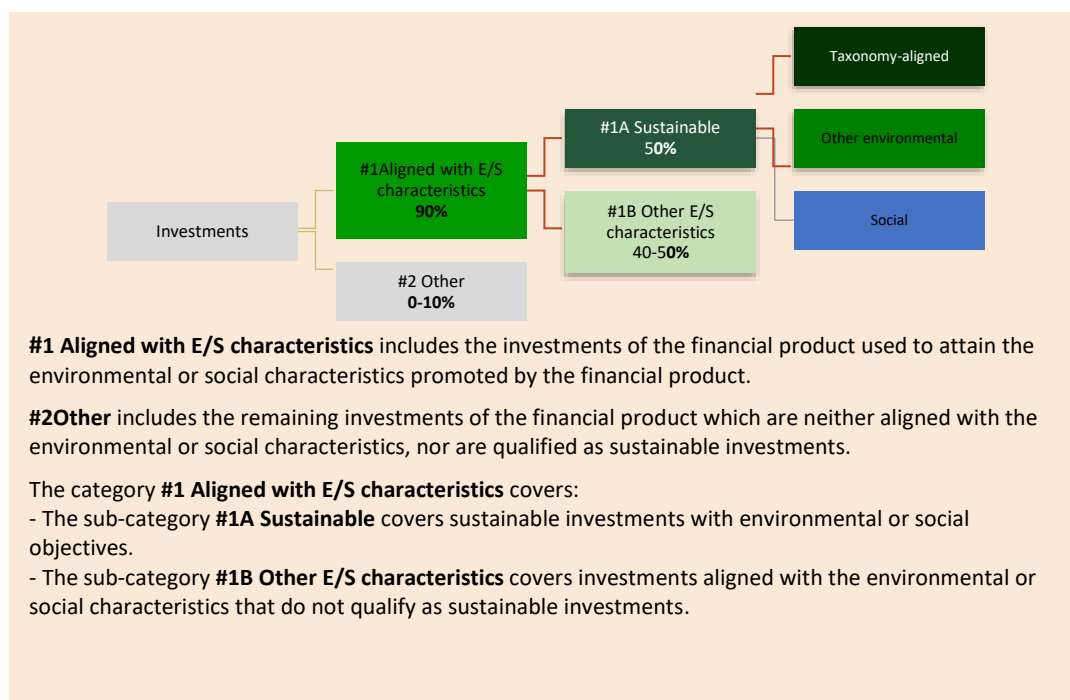 Taxonomy-aligned
#1A Sustainable
50%
Other environmental
#1Aligned with E/S
characteristics
90%
#1B Other E/S
characteristics
40-50%
Social
Investments
#2 Other
0-10%
#1 Aligned with E/S characteristics includes the investments of the financial product used to attain the
environmental or social characteristics promoted by the financial product.
#2Other includes the remaining investments of the financial product which are neither aligned with the
environmental or social characteristics, nor are qualified as sustainable investments.
The category #1 Aligned with E/S characteristics covers:
- The sub-category #1A Sustainable covers sustainable investments with environmental or social
objectives.
- The sub-category #1B Other E/S characteristics covers investments aligned with the environmental or
social characteristics that do not qualify as sustainable investments.